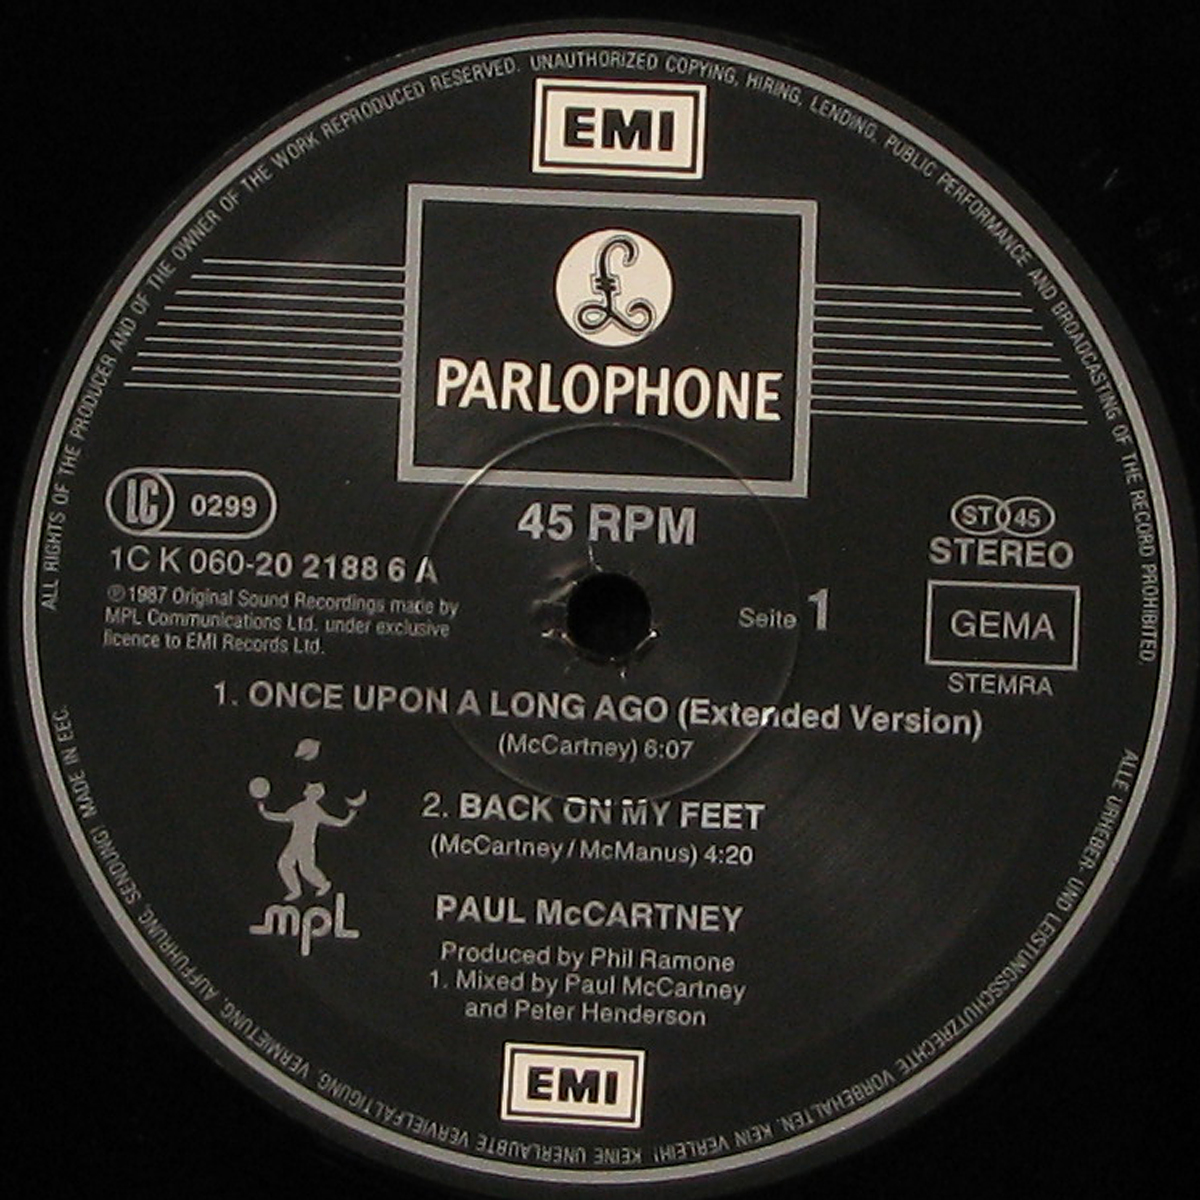 ALL RIGHTS OF THE PRODUCER AND OF THE OWNER OF THE WORK REPRODUCED RESERVED. UNAUTHORIZED COPYING, HIRING, LENDING, PUBLIC PERFORMANCE AND BROADCASTING OF THE RECORD PROHIBITED.
EMI
£
PARLOPHONE
LC 0299
45 RPM
ST 45
STEREO
1C K 060-20 2188 6 A
℗ 1987 Original Sound Recordings made by
MPL Communications Ltd. under exclusive
licence to EMI Records Ltd.
Seite 1
GEMA
STEMRA
1. ONCE UPON A LONG AGO (Extended Version)
(McCartney) 6:07
2. BACK ON MY FEET
(McCartney / McManus) 4:20
mpL
PAUL McCARTNEY
Produced by Phil Ramone
1. Mixed by Paul McCartney
and Peter Henderson
EMI
ALLE URHEBER- UND LEISTUNGSSCHUTZRECHTE VORBEHALTEN. KEIN VERLEIH! KEINE UNERLAUBTE VERVIELFÄLTIGUNG, VERMIETUNG, AUFFÜHRUNG, SENDUNG! MADE IN EEC.